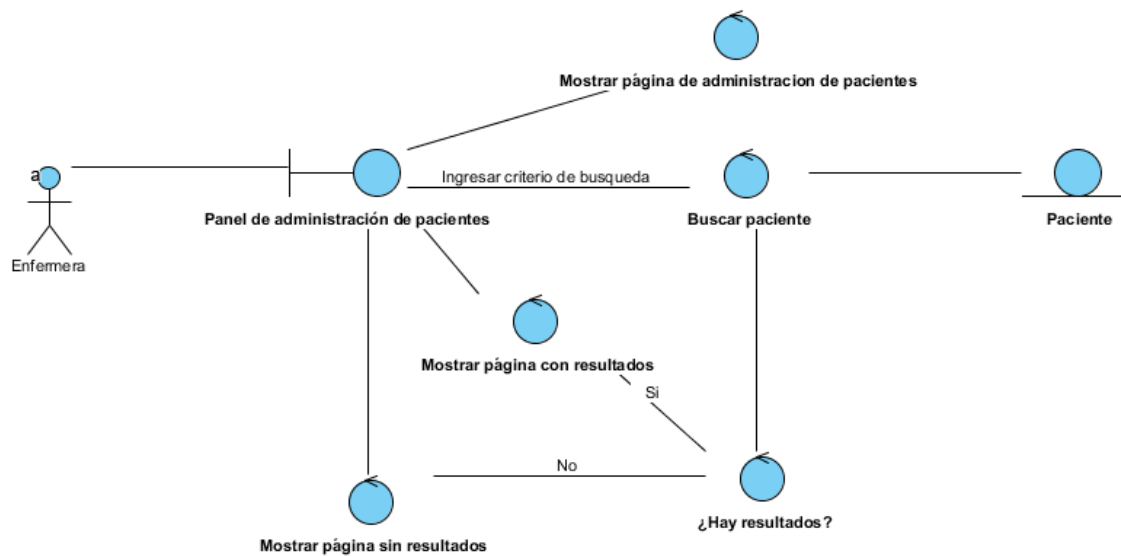 Mostrar página de administracion de pacientes
a
Ingresar criterio de busqueda
Panel de administración de pacientes
Buscar paciente
Paciente
Enfermera
Mostrar página con resultados
Si
No
¿Hay resultados?
Mostrar página sin resultados